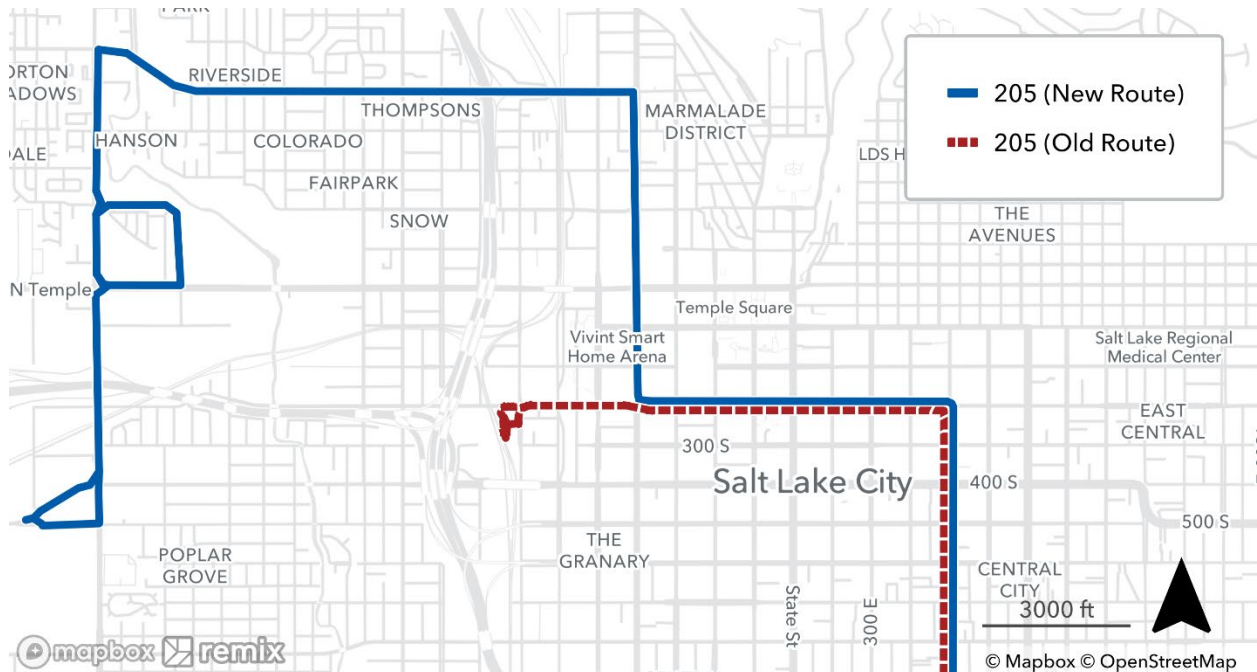 PARK
ORTON
ADOWS
RIVERSIDE
THOMPSONS
MARMALADE
DISTRICT
205 (New Route)
205 (Old Route)
DALE
HANSON
COLORADO
LDS H
FAIRPARK
SNOW
THE
AVENUES
N Temple
Temple Square
Vivint Smart
Home Arena
Salt Lake Regional
Medical Center
EAST
CENTRAL
300 S
Salt Lake City
400 S
500 S
POPLAR
GROVE
THE
GRANARY
CENTRAL
CITY
State St
300 E
3000 ft
mapbox remix
© Mapbox © OpenStreetMap